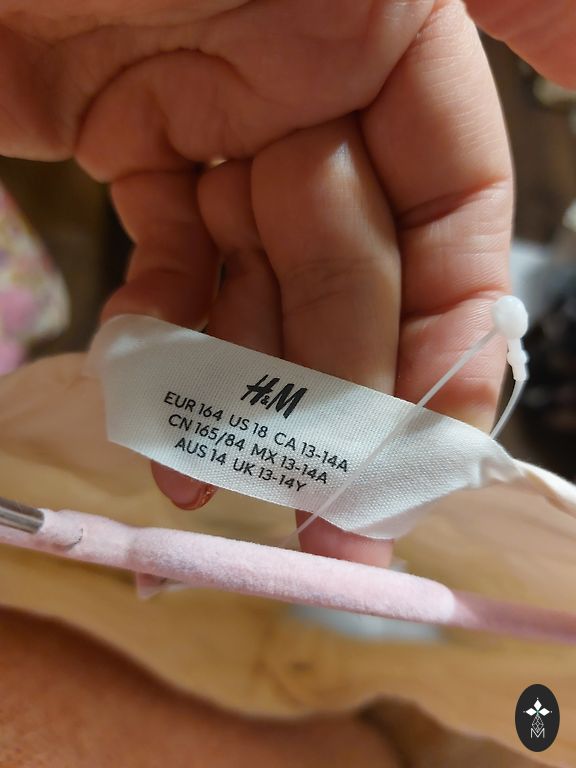 H&M
EUR 164 US 18 CA 13-14A
CN 165/84 MX 13-14A
AUS 14 UK 13-14Y
M